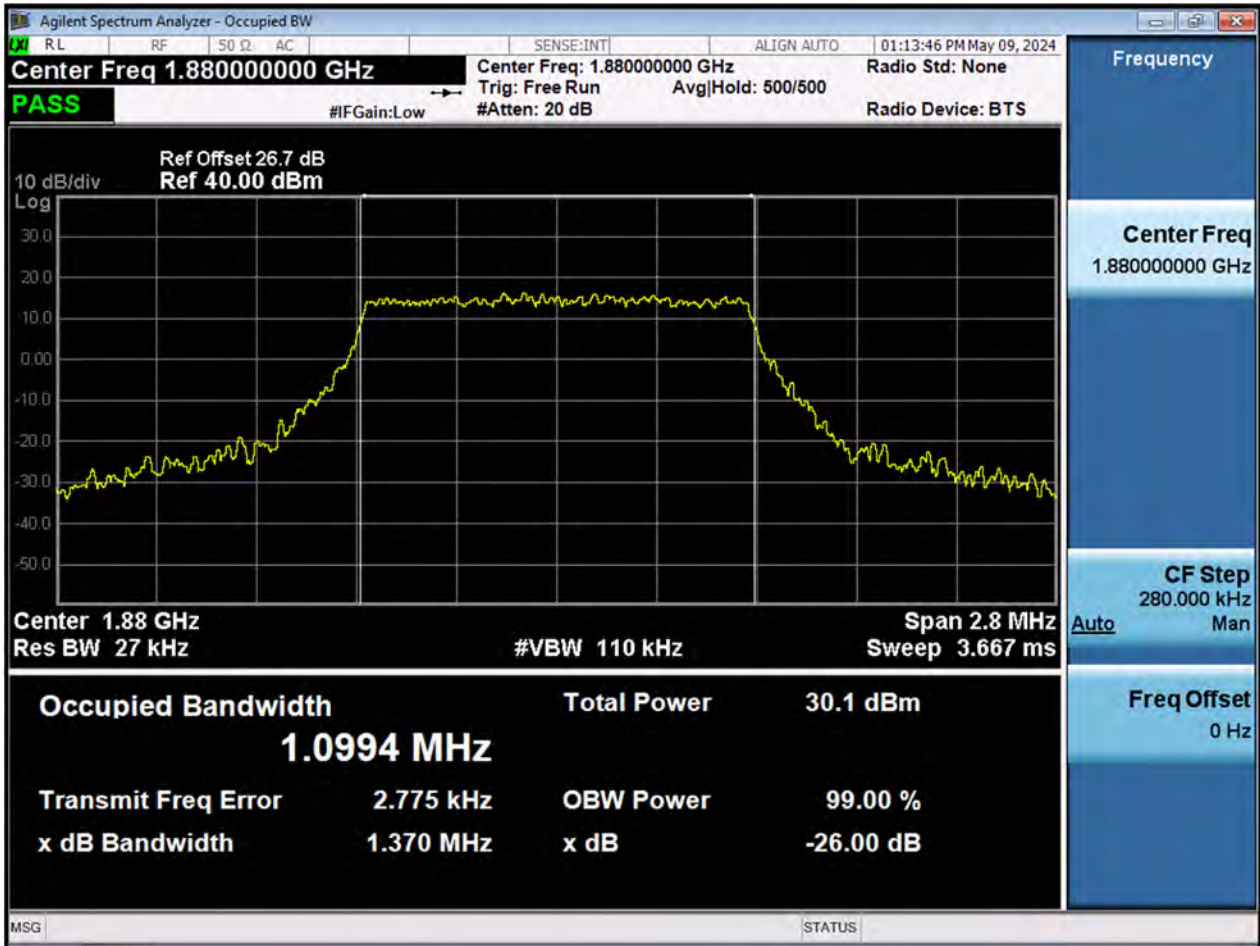 Agilent Spectrum Analyzer - Occupied BW
LXI RL RF 50 Ω AC SENSE:INT ALIGN AUTO 01:13:46 PM May 09, 2024
Center Freq 1.880000000 GHz
Center Freq: 1.880000000 GHz
Radio Std: None
Trig: Free Run
Avg|Hold: 500/500
PASS
#IFGain:Low
#Atten: 20 dB
Radio Device: BTS
Ref Offset 26.7 dB
10 dB/div Ref 40.00 dBm
Log
30.0
20.0
10.0
0.00
-10.0
-20.0
-30.0
-40.0
-50.0
Center 1.88 GHz
Span 2.8 MHz
Res BW 27 kHz
#VBW 110 kHz
Sweep 3.667 ms
Occupied Bandwidth
Total Power 30.1 dBm
1.0994 MHz
Transmit Freq Error 2.775 kHz
OBW Power 99.00 %
x dB Bandwidth 1.370 MHz
x dB -26.00 dB
MSG
STATUS
Frequency
Center Freq
1.880000000 GHz
CF Step
280.000 kHz
Auto Man
Freq Offset
0 Hz